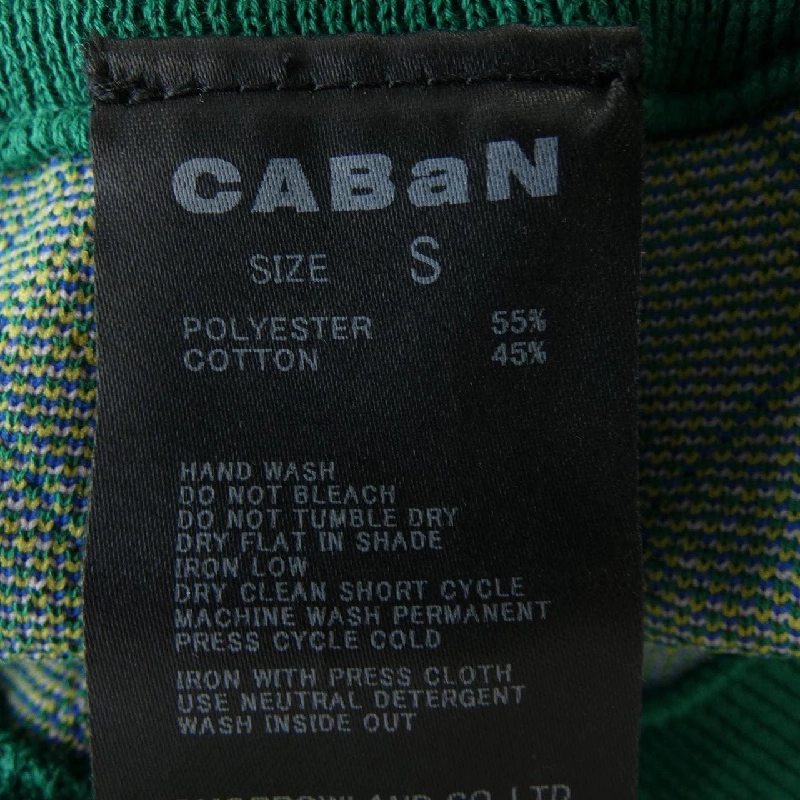 CABaN
SIZE S
POLYESTER 55%
COTTON 45%
HAND WASH
DO NOT BLEACH
DO NOT TUMBLE DRY
DRY FLAT IN SHADE
IRON LOW
DRY CLEAN SHORT CYCLE
MACHINE WASH PERMANENT
PRESS CYCLE COLD
IRON WITH PRESS CLOTH
USE NEUTRAL DETERGENT
WASH INSIDE OUT
CO.,LTD.